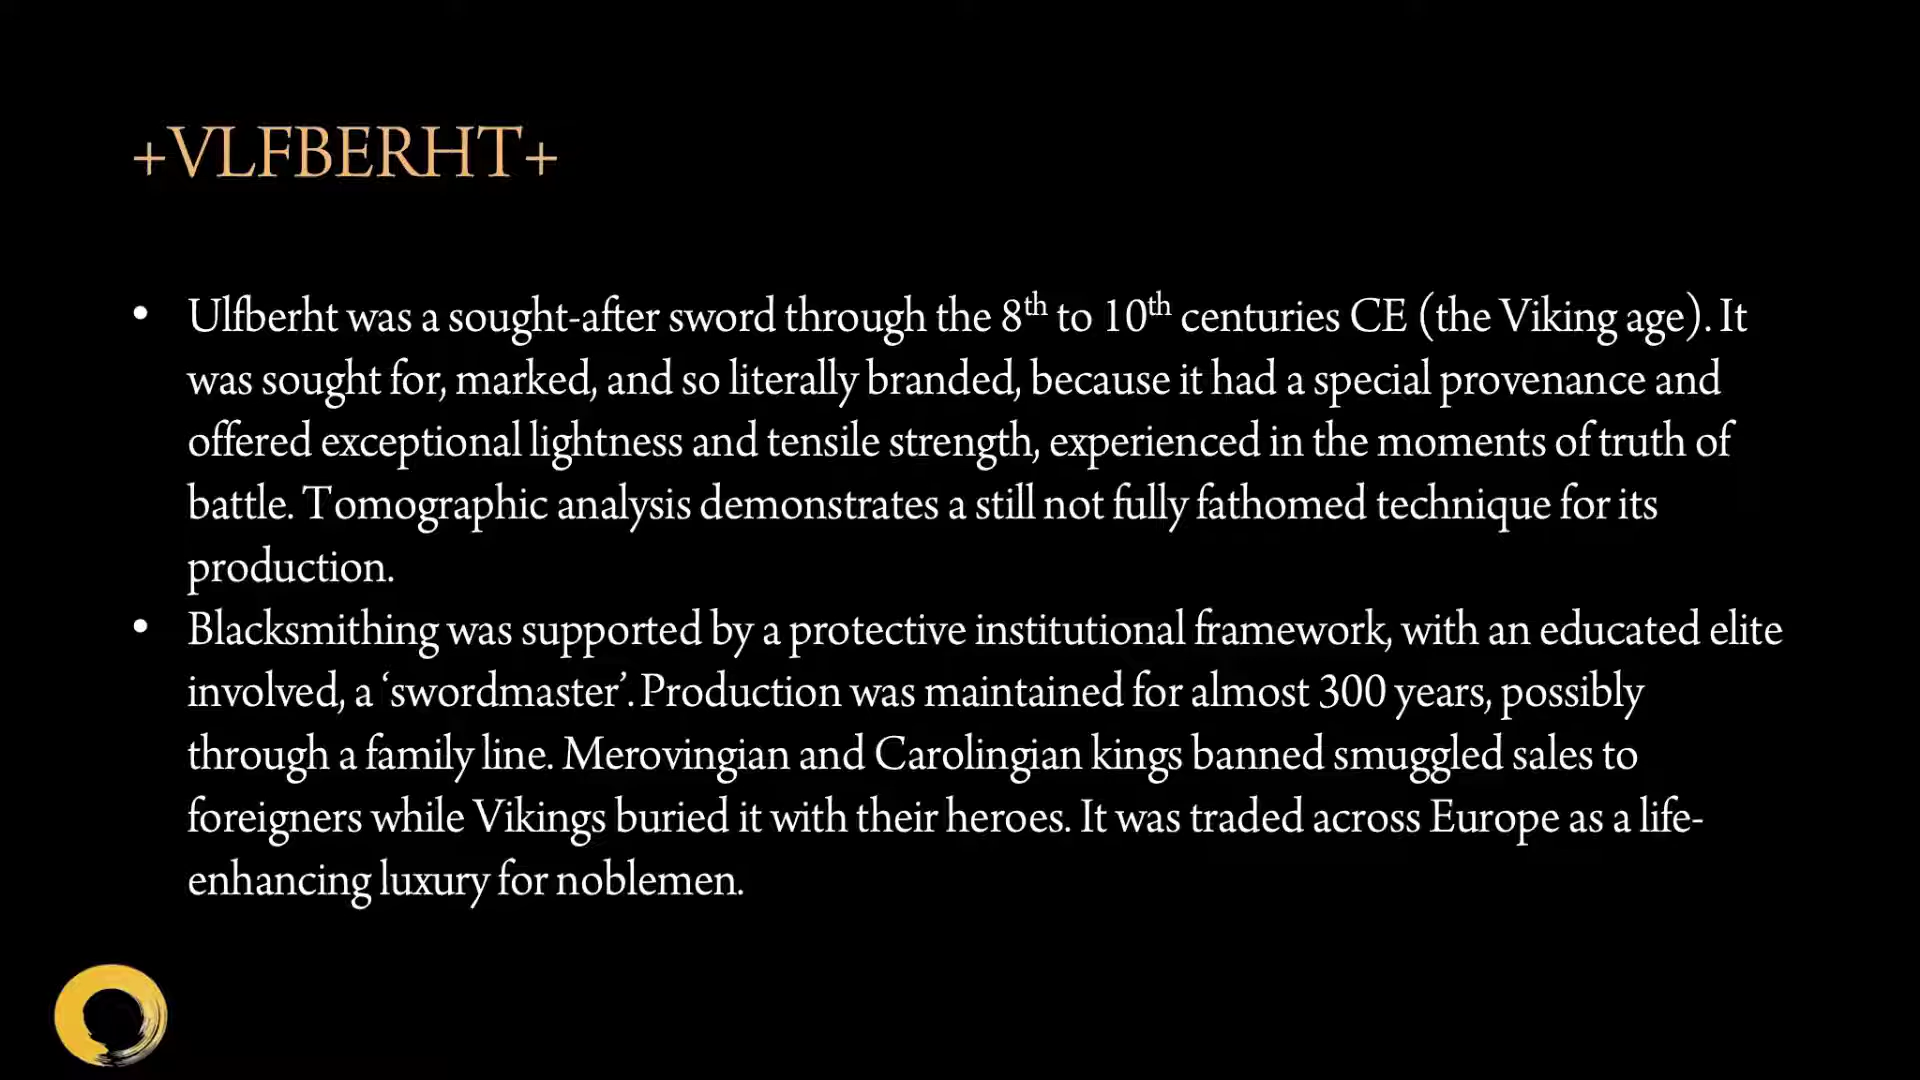 +VLFBERHT+
• Ulfberht was a sought-after sword through the 8th to 10th centuries CE (the Viking age). It
was sought for, marked, and so literally branded, because it had a special provenance and
offered exceptional lightness and tensile strength, experienced in the moments of truth of
battle. Tomographic analysis demonstrates a still not fully fathomed technique for its
production.
• Blacksmithing was supported by a protective institutional framework, with an educated elite
involved, a ‘swordmaster’. Production was maintained for almost 300 years, possibly
through a family line. Merovingian and Carolingian kings banned smuggled sales to
foreigners while Vikings buried it with their heroes. It was traded across Europe as a life-
enhancing luxury for noblemen.